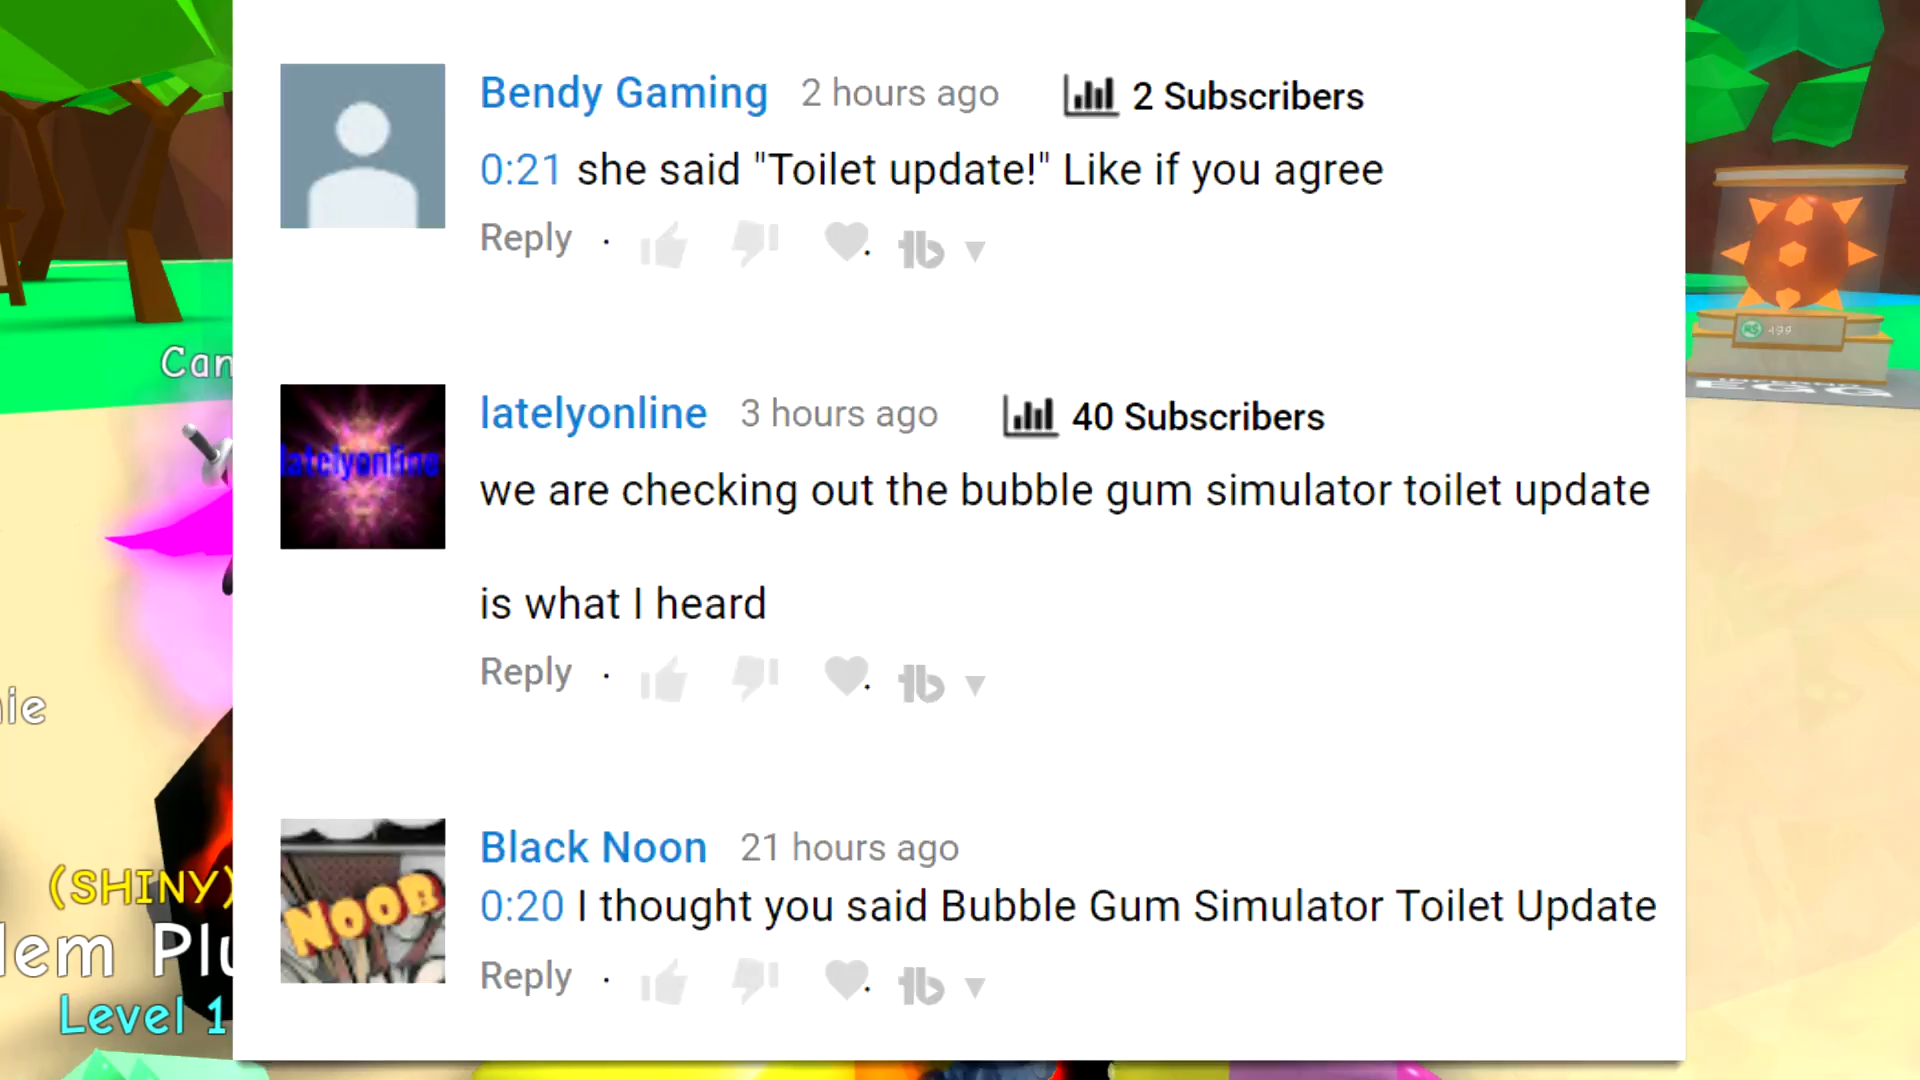 Bendy Gaming 2 hours ago 2 Subscribers
0:21 she said "Toilet update!" Like if you agree
Reply ·
latelyonline 3 hours ago 40 Subscribers
latelyonline
we are checking out the bubble gum simulator toilet update
is what I heard
Reply ·
Black Noon 21 hours ago
NOOB
0:20 I thought you said Bubble Gum Simulator Toilet Update
Reply ·
(SHINY)
Level 1
EGG